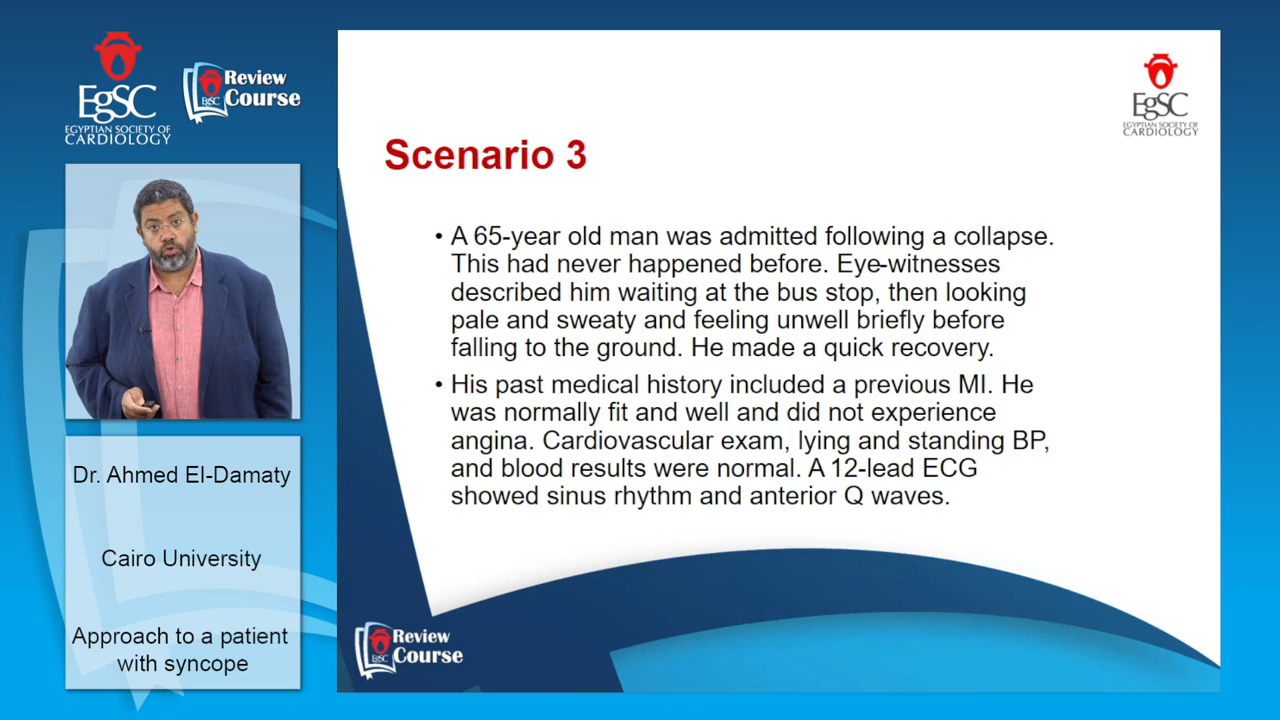 EgSC
EGYPTIAN SOCIETY OF
CARDIOLOGY
Review
Course
EgSC
Dr. Ahmed El-Damaty
Cairo University
Approach to a patient
with syncope
EgSC
EGYPTIAN SOCIETY OF
CARDIOLOGY
Scenario 3
• A 65-year old man was admitted following a collapse.
This had never happened before. Eye-witnesses
described him waiting at the bus stop, then looking
pale and sweaty and feeling unwell briefly before
falling to the ground. He made a quick recovery.
• His past medical history included a previous MI. He
was normally fit and well and did not experience
angina. Cardiovascular exam, lying and standing BP,
and blood results were normal. A 12-lead ECG
showed sinus rhythm and anterior Q waves.
Review
Course
EgSC